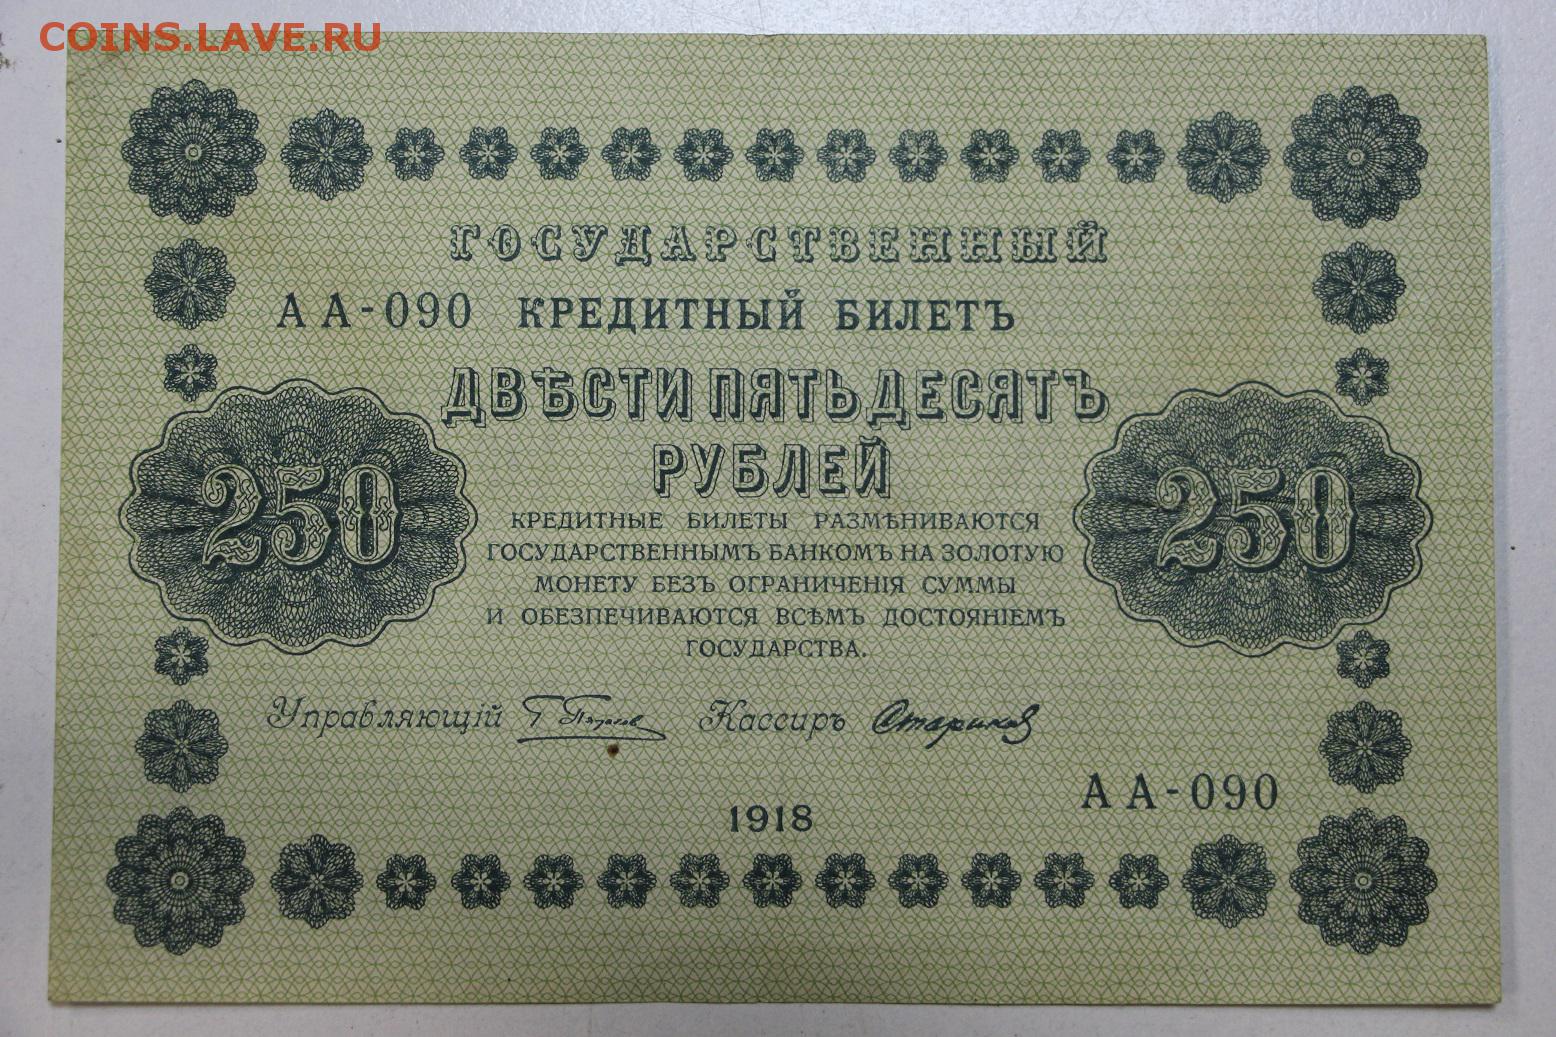 COINS.LAVE.RU
ГОСУДАРСТВЕННЫЙ
АА-090 КРЕДИТНЫЙ БИЛЕТЪ
ДВѢСТИ ПЯТЬДЕСЯТЪ
РУБЛЕЙ
250 250
КРЕДИТНЫЕ БИЛЕТЫ РАЗМѢНИВАЮТСЯ
ГОСУДАРСТВЕННЫМЪ БАНКОМЪ НА ЗОЛОТУЮ
МОНЕТУ БЕЗЪ ОГРАНИЧЕНІЯ СУММЫ
И ОБЕЗПЕЧИВАЮТСЯ ВСѢМЪ ДОСТОЯНІЕМЪ
ГОСУДАРСТВА.
Управляющій Г Пятаков Кассиръ Стариков
АА-090
1918